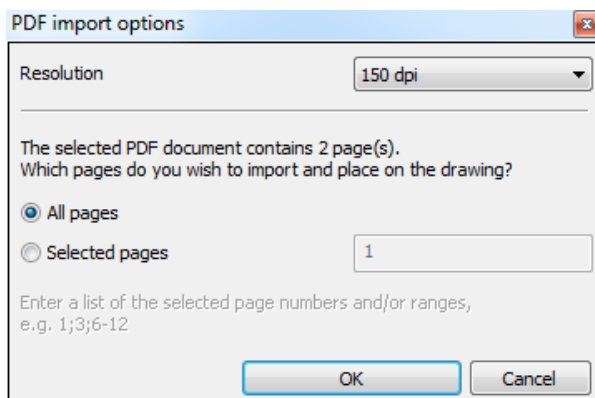 PDF import options
Resolution
150 dpi
The selected PDF document contains 2 page(s).
Which pages do you wish to import and place on the drawing?
All pages
Selected pages
1
Enter a list of the selected page numbers and/or ranges,
e.g. 1;3;6-12
OK
Cancel